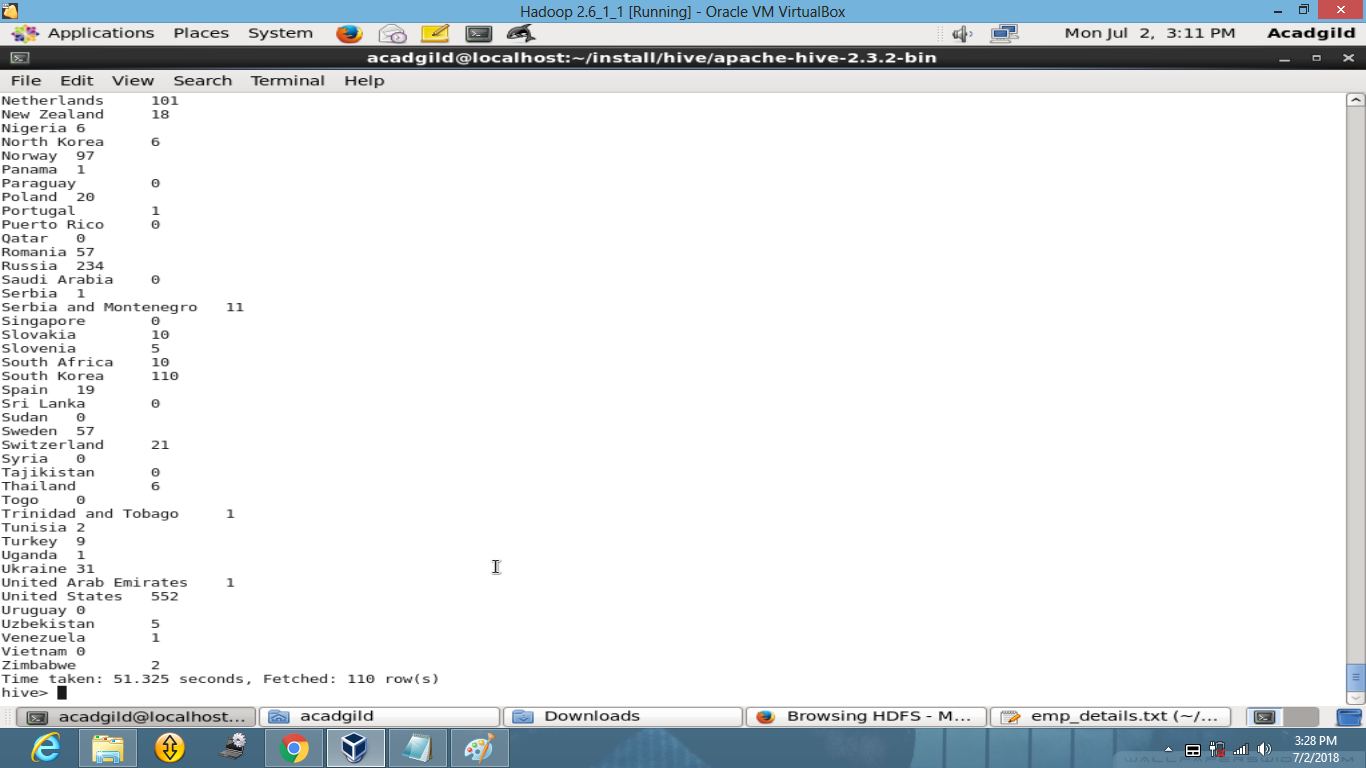 Hadoop 2.6_1_1 [Running] - Oracle VM VirtualBox
Applications Places System Mon Jul 2, 3:11 PM Acadgild
acadgild@localhost:~/install/hive/apache-hive-2.3.2-bin
File Edit View Search Terminal Help
Netherlands 101
New Zealand 18
Nigeria 6
North Korea 6
Norway 97
Panama 1
Paraguay 0
Poland 20
Portugal 1
Puerto Rico 0
Qatar 0
Romania 57
Russia 234
Saudi Arabia 0
Serbia 1
Serbia and Montenegro 11
Singapore 0
Slovakia 10
Slovenia 5
South Africa 10
South Korea 110
Spain 19
Sri Lanka 0
Sudan 0
Sweden 57
Switzerland 21
Syria 0
Tajikistan 0
Thailand 6
Togo 0
Trinidad and Tobago 1
Tunisia 2
Turkey 9
Uganda 1
Ukraine 31
United Arab Emirates 1
United States 552
Uruguay 0
Uzbekistan 5
Venezuela 1
Vietnam 0
Zimbabwe 2
Time taken: 51.325 seconds, Fetched: 110 row(s)
hive>
acadgild@localhost... acadgild Downloads Browsing HDFS - M... emp_details.txt (~/...
3:28 PM
7/2/2018